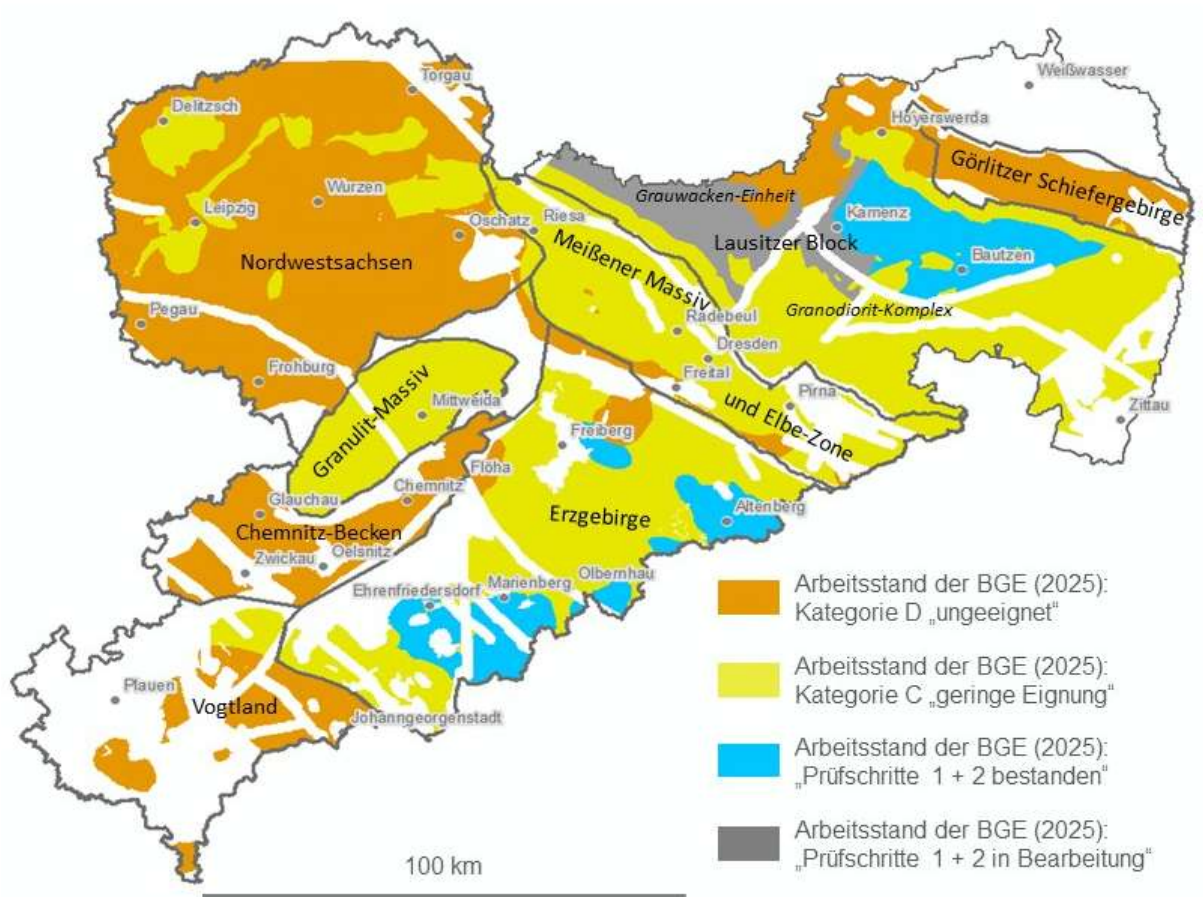 Weißwasser
Torgau
Delitzsch
Hoyerswerda
Görlitzer Schiefergebirge
Wurzen
Grauwacken-Einheit
Leipzig
Riesa
Oschatz
Kamenz
Lausitzer Block
Meißener Massiv
Nordwestsachsen
Bautzen
Pegau
Granodiorit-Komplex
Radebeul
Dresden
Frohburg
Freital
Granulit-Massiv
Mittweida
Pirna
und Elbe-Zone
Zittau
Freiberg
Flöha
Glauchau
Chemnitz
Erzgebirge
Altenberg
Chemnitz-Becken
Zwickau
Oelsnitz
Olbernhau
Marienberg
Ehrenfriedersdorf
Plauen
Vogtland
Johanngeorgenstadt
Arbeitsstand der BGE (2025):
Kategorie D „ungeeignet“
Arbeitsstand der BGE (2025):
Kategorie C „geringe Eignung“
Arbeitsstand der BGE (2025):
„Prüfschritte 1 + 2 bestanden“
Arbeitsstand der BGE (2025):
„Prüfschritte 1 + 2 in Bearbeitung“
100 km